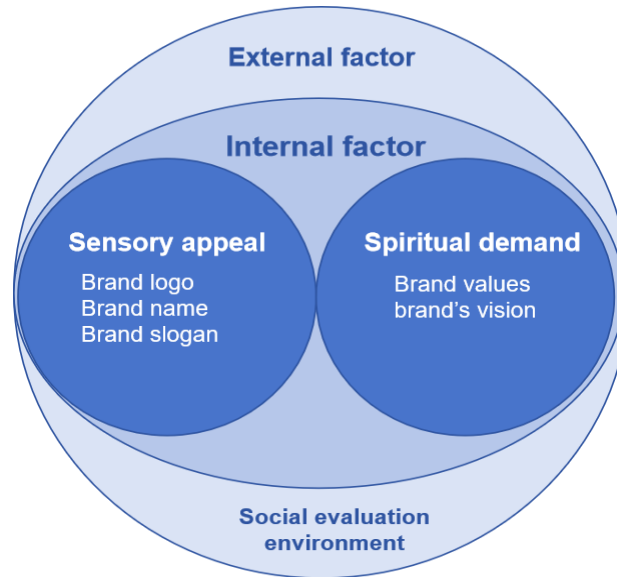 External factor
Internal factor
Sensory appeal
Brand logo
Brand name
Brand slogan
Spiritual demand
Brand values
brand’s vision
Social evaluation
environment